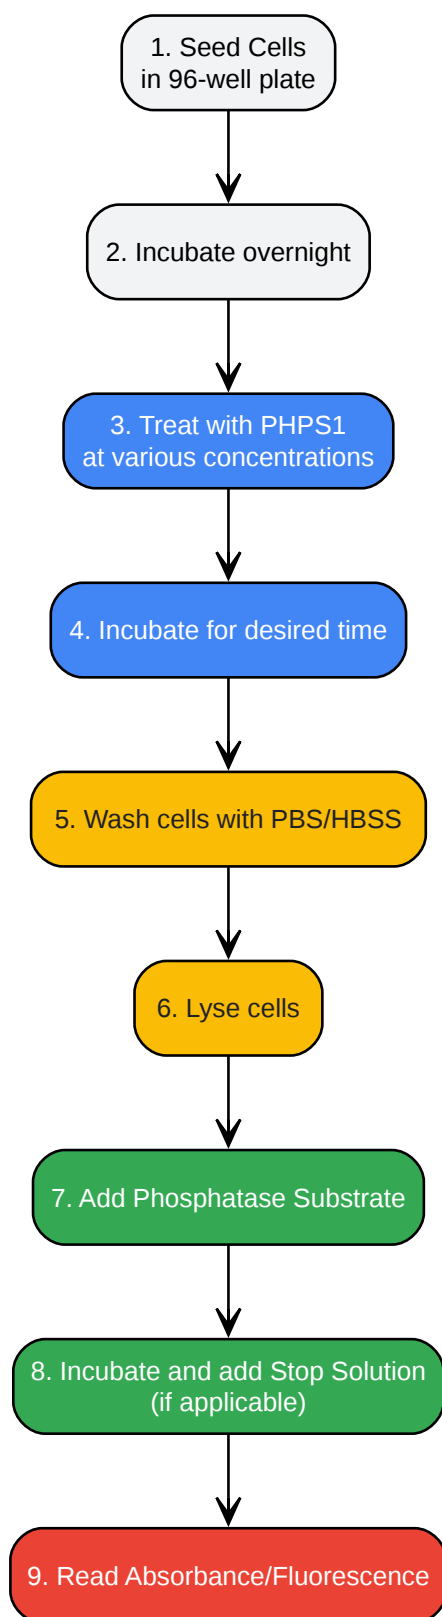 1. Seed Cells
in 96-well plate
2. Incubate overnight
3. Treat with PHPS1
at various concentrations
4. Incubate for desired time
5. Wash cells with PBS/HBSS
6. Lyse cells
7. Add Phosphatase Substrate
8. Incubate and add Stop Solution
(if applicable)
9. Read Absorbance/Fluorescence